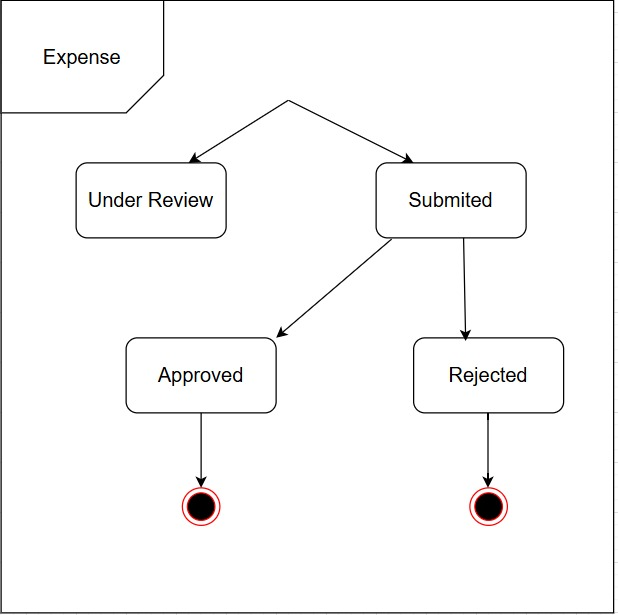 Expense
Under Review
Submited
Approved
Rejected